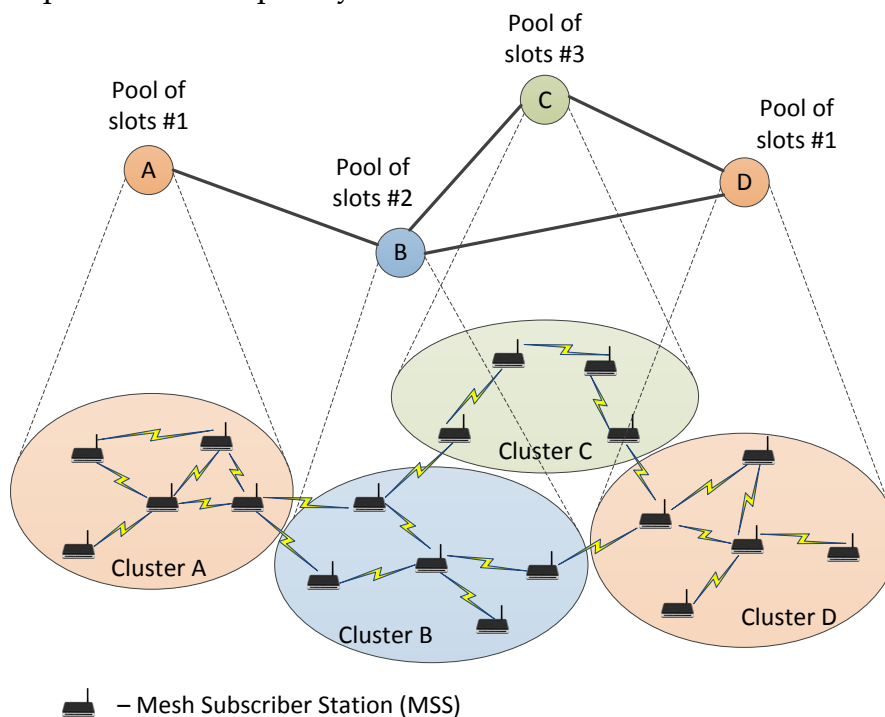 Pool of
slots #3
C
Pool of
slots #1
Pool of
slots #1
A
D
Pool of
slots #2
B
Cluster C
Cluster A
Cluster D
Cluster B
– Mesh Subscriber Station (MSS)